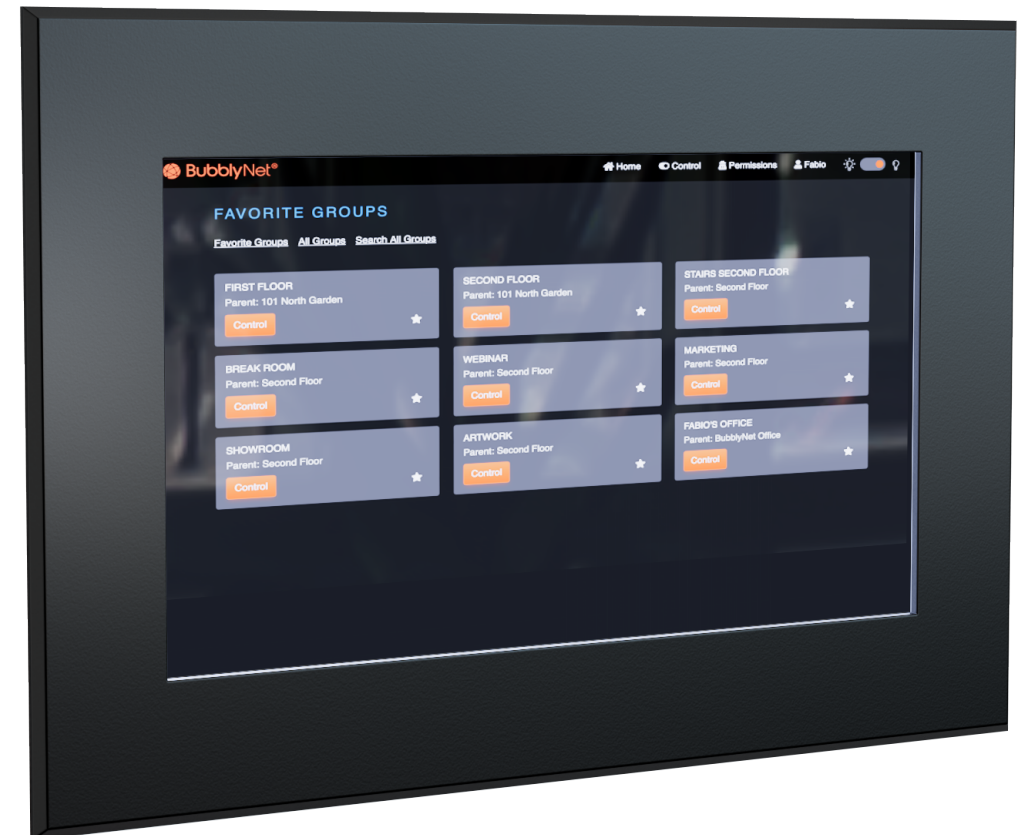 BubblyNet®
Home Control Permissions Fabio
FAVORITE GROUPS
Favorite Groups All Groups Search All Groups
FIRST FLOOR
Parent: 101 North Garden
Control
SECOND FLOOR
Parent: 101 North Garden
Control
STAIRS SECOND FLOOR
Parent: Second Floor
Control
BREAK ROOM
Parent: Second Floor
Control
WEBINAR
Parent: Second Floor
Control
MARKETING
Parent: Second Floor
Control
SHOWROOM
Parent: Second Floor
Control
ARTWORK
Parent: Second Floor
Control
FABIO'S OFFICE
Parent: BubblyNet Office
Control